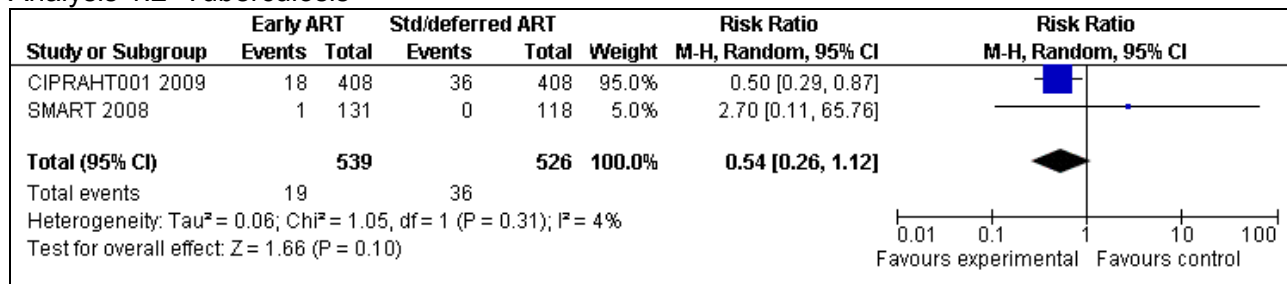 Early ART Std/deferred ART Risk Ratio Risk Ratio
Study or Subgroup Events Total Events Total Weight M-H, Random, 95% CI M-H, Random, 95% CI
CIPRAHT001 2009 18 408 36 408 95.0% 0.50 [0.29, 0.87]
SMART 2008 1 131 0 118 5.0% 2.70 [0.11, 65.76]
Total (95% CI) 539 526 100.0% 0.54 [0.26, 1.12]
Total events 19 36
Heterogeneity: Tau² = 0.06; Chi² = 1.05, df = 1 (P = 0.31); I² = 4%
Test for overall effect: Z = 1.66 (P = 0.10)
0.01 0.1 1 10 100
Favours experimental Favours control